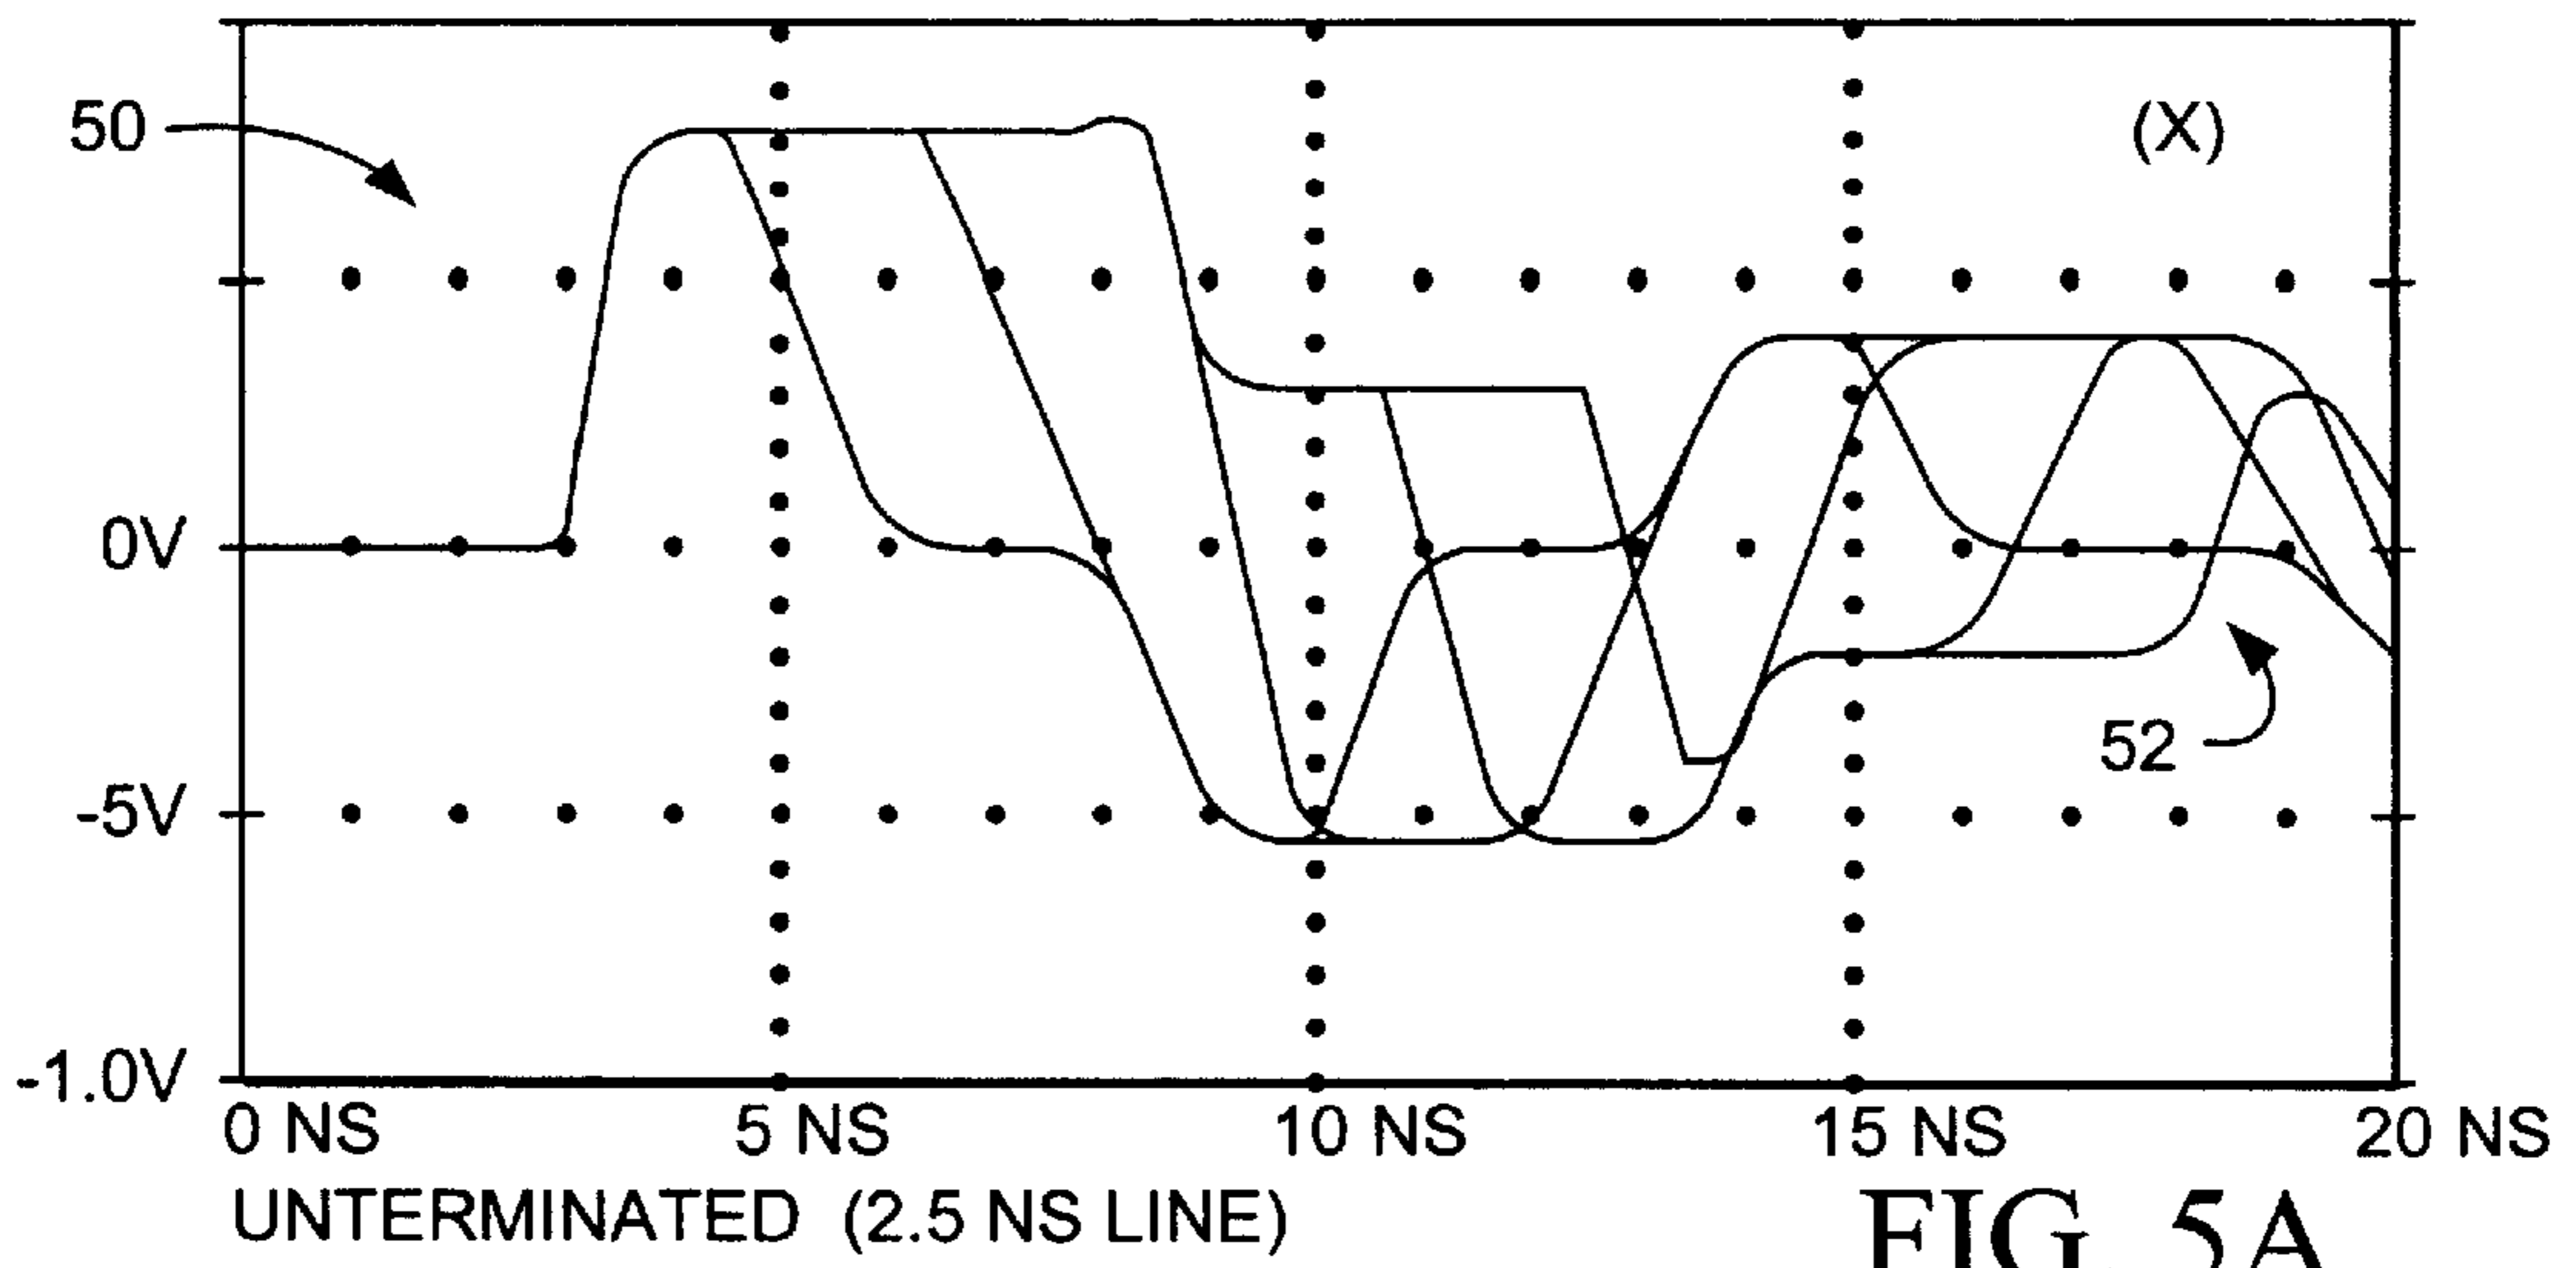 50
(X)
0V
-5V
52
-1.0V
0 NS 5 NS 10 NS 15 NS 20 NS
UNTERMINATED (2.5 NS LINE)
FIG. 5A